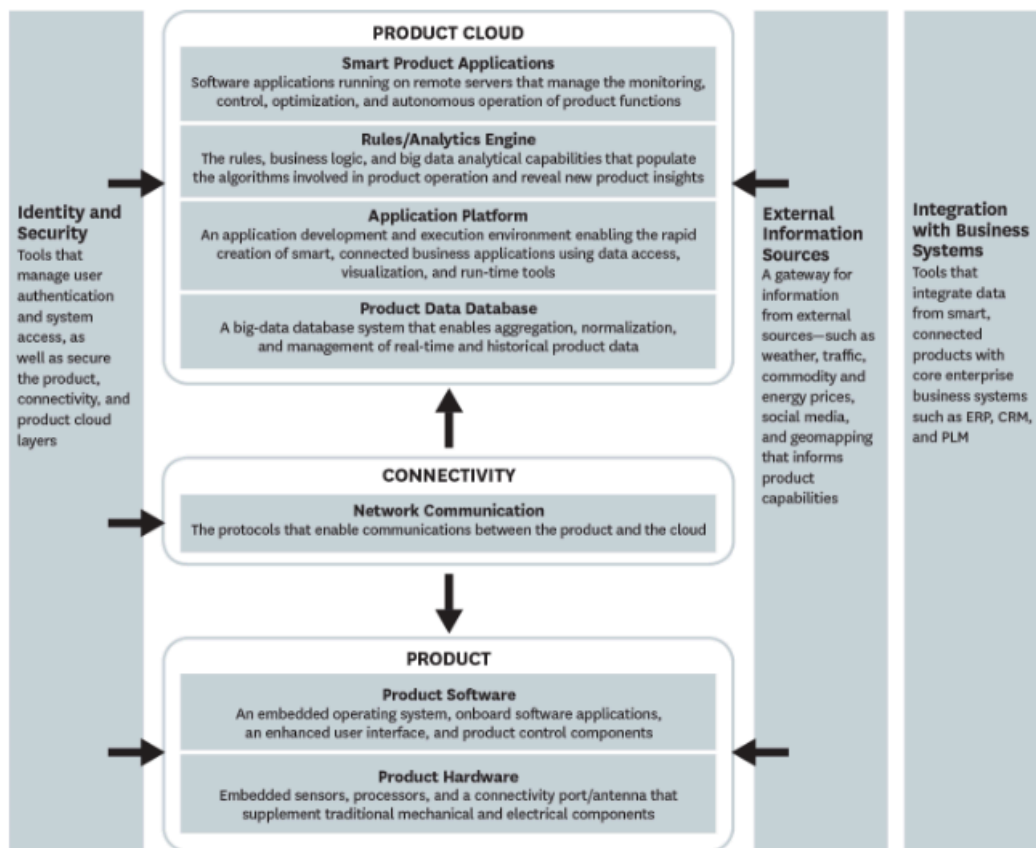 PRODUCT CLOUD
Smart Product Applications
Software applications running on remote servers that manage the monitoring,
control, optimization, and autonomous operation of product functions
Rules/Analytics Engine
The rules, business logic, and big data analytical capabilities that populate
the algorithms involved in product operation and reveal new product insights
Application Platform
An application development and execution environment enabling the rapid
creation of smart, connected business applications using data access,
visualization, and run-time tools
Product Data Database
A big-data database system that enables aggregation, normalization,
and management of real-time and historical product data
CONNECTIVITY
Network Communication
The protocols that enable communications between the product and the cloud
PRODUCT
Product Software
An embedded operating system, onboard software applications,
an enhanced user interface, and product control components
Product Hardware
Embedded sensors, processors, and a connectivity port/antenna that
supplement traditional mechanical and electrical components
Identity and
Security
Tools that
manage user
authentication
and system
access, as
well as secure
the product,
connectivity, and
product cloud
layers
External
Information
Sources
A gateway for
information
from external
sources—such as
weather, traffic,
commodity and
energy prices,
social media,
and geomapping
that informs
product
capabilities
Integration
with Business
Systems
Tools that
integrate data
from smart,
connected
products with
core enterprise
business systems
such as ERP, CRM,
and PLM